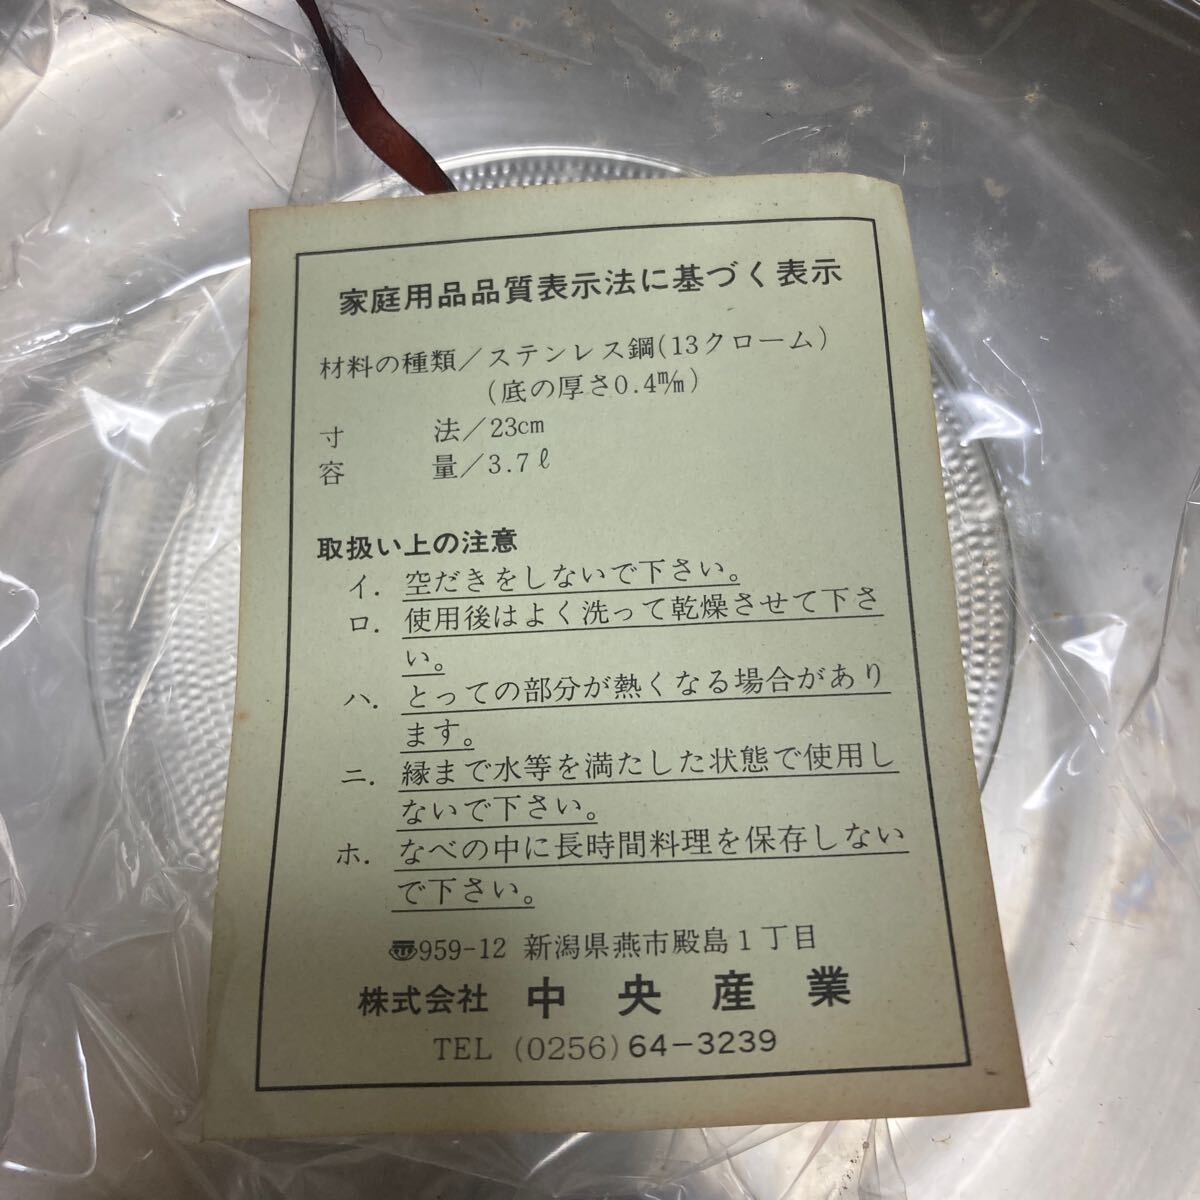 家庭用品品質表示法に基づく表示
材料の種類／ステンレス鋼(13クローム)
(底の厚さ0.4m/m)
寸法／23cm
容量／3.7ℓ
取扱い上の注意
イ. 空だきをしないで下さい。
ロ. 使用後はよく洗って乾燥させて下さ
い。
ハ. とっての部分が熱くなる場合があり
ます。
ニ. 縁まで水等を満たした状態で使用し
ないで下さい。
ホ. なべの中に長時間料理を保存しない
で下さい。
〠959-12 新潟県燕市殿島1丁目
株式会社 中央産業
TEL (0256)64-3239